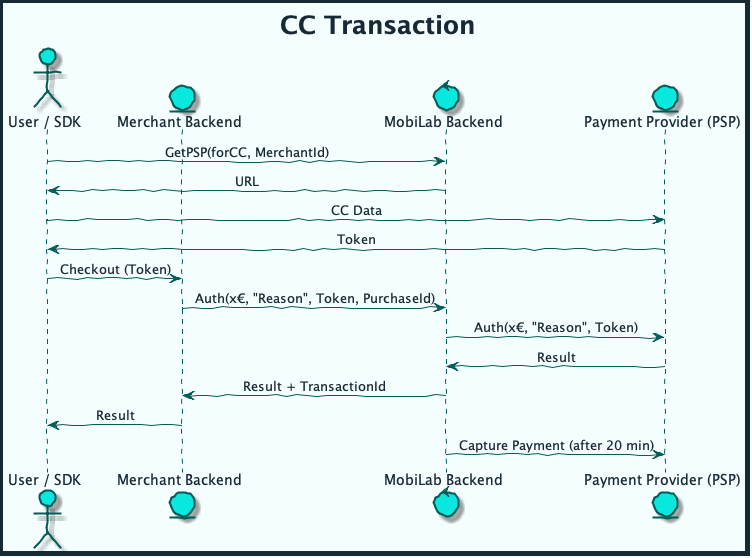 CC Transaction
User / SDK
Merchant Backend
MobiLab Backend
Payment Provider (PSP)
GetPSP(forCC, MerchantId)
URL
CC Data
Token
Checkout (Token)
Auth(x€, "Reason", Token, PurchaseId)
Auth(x€, "Reason", Token)
Result
Result + TransactionId
Result
Capture Payment (after 20 min)
User / SDK
Merchant Backend
MobiLab Backend
Payment Provider (PSP)